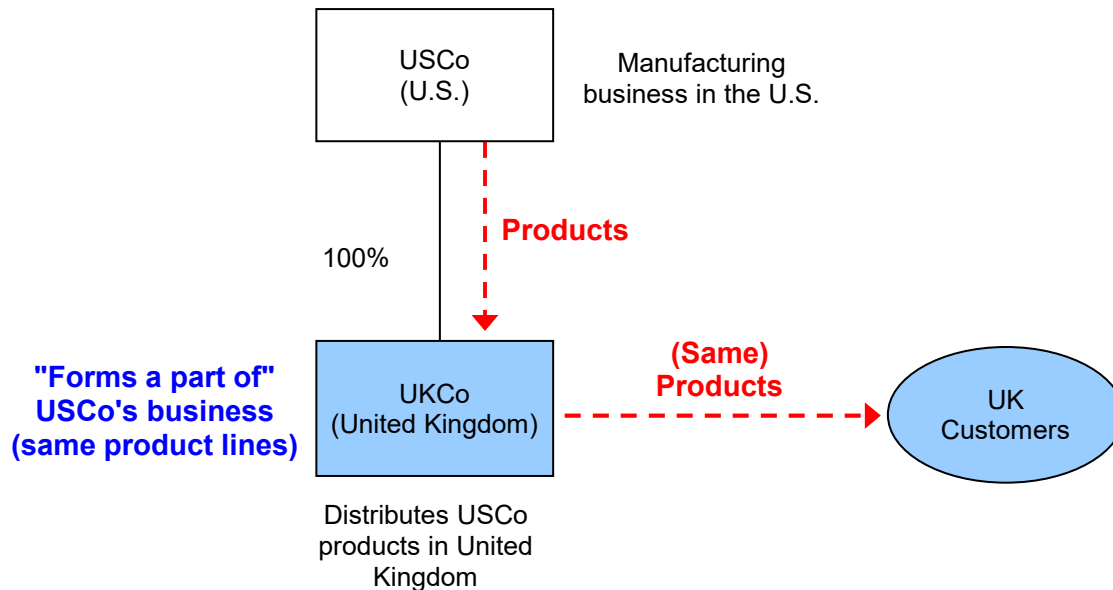 USCo
(U.S.)
Manufacturing
business in the U.S.
Products
100%
"Forms a part of"
USCo's business
(same product lines)
UKCo
(United Kingdom)
(Same)
Products
UK
Customers
Distributes USCo
products in United
Kingdom